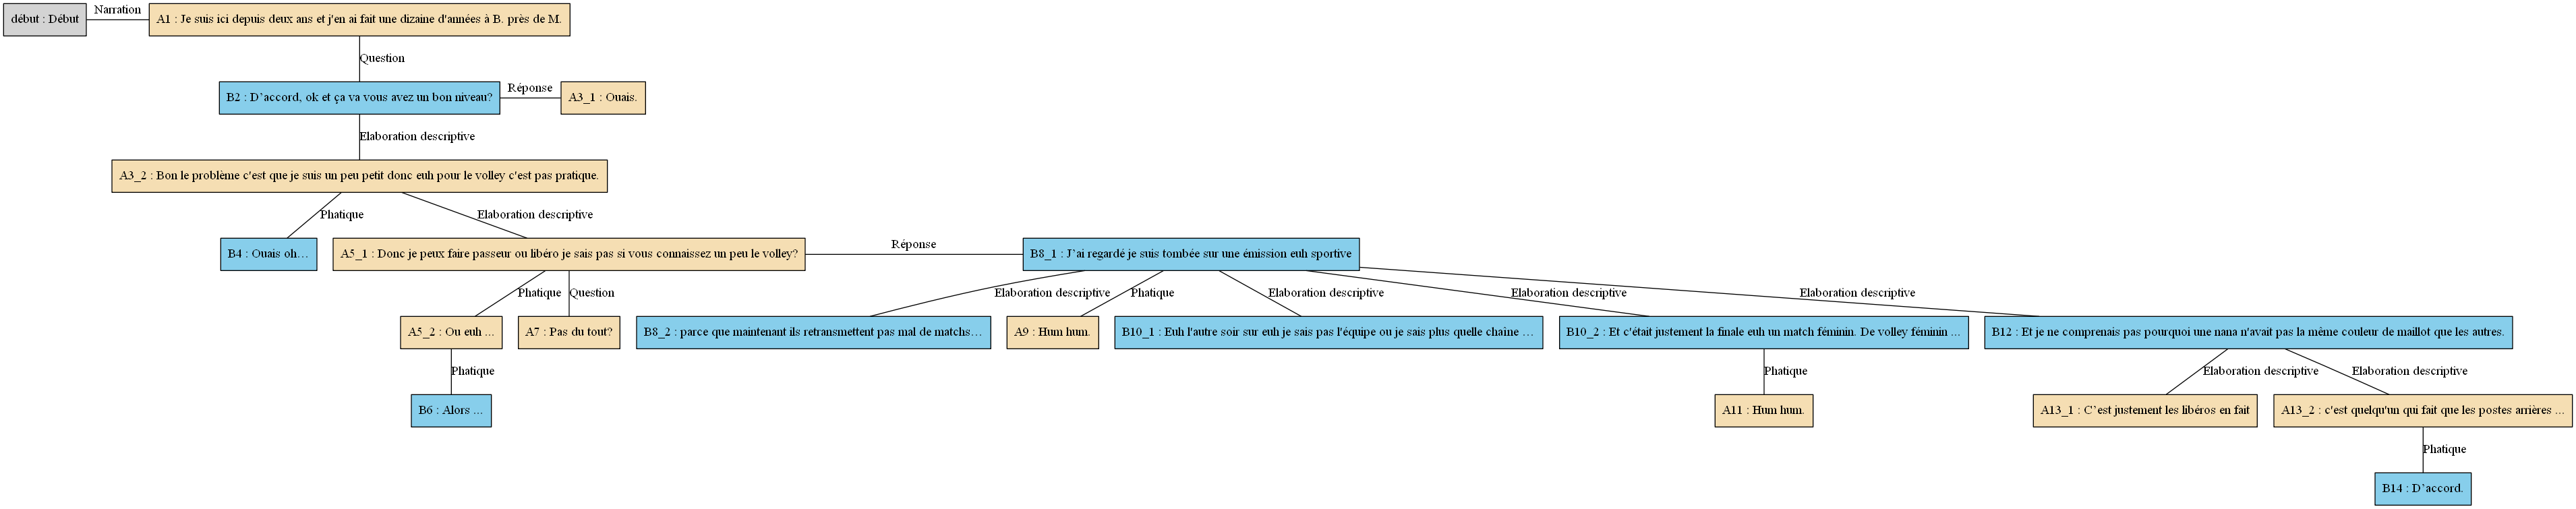 début : Début
Narration
A1 : Je suis ici depuis deux ans et j'en ai fait une dizaine d'années à B. près de M.
Question
B2 : D’accord, ok et ça va vous avez un bon niveau?
Réponse
A3_1 : Ouais.
Elaboration descriptive
A3_2 : Bon le problème c'est que je suis un peu petit donc euh pour le volley c'est pas pratique.
Phatique
Elaboration descriptive
B4 : Ouais oh…
A5_1 : Donc je peux faire passeur ou libéro je sais pas si vous connaissez un peu le volley?
Réponse
B8_1 : J’ai regardé je suis tombée sur une émission euh sportive
Phatique
Question
Elaboration descriptive
Phatique
Elaboration descriptive
Elaboration descriptive
Elaboration descriptive
A5_2 : Ou euh ...
A7 : Pas du tout?
B8_2 : parce que maintenant ils retransmettent pas mal de matchs…
A9 : Hum hum.
B10_1 : Euh l'autre soir sur euh je sais pas l'équipe ou je sais plus quelle chaîne …
B10_2 : Et c'était justement la finale euh un match féminin. De volley féminin ...
B12 : Et je ne comprenais pas pourquoi une nana n'avait pas la même couleur de maillot que les autres.
Phatique
Phatique
Elaboration descriptive
Elaboration descriptive
B6 : Alors ...
A11 : Hum hum.
A13_1 : C’est justement les libéros en fait
A13_2 : c'est quelqu'un qui fait que les postes arrières ...
Phatique
B14 : D’accord.